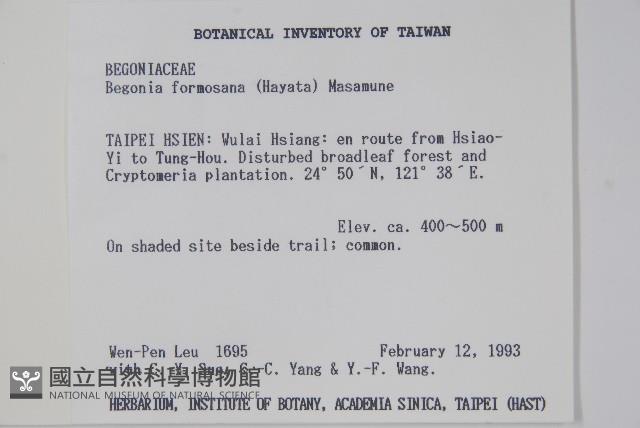 BOTANICAL INVENTORY OF TAIWAN
BEGONIACEAE
Begonia formosana (Hayata) Masamune
TAIPEI HSIEN: Wulai Hsiang: en route from Hsiao-
Yi to Tung-Hou. Disturbed broadleaf forest and
Cryptomeria plantation. 24° 50´N, 121° 38´E.
Elev. ca. 400～500 m
On shaded site beside trail; common.
Wen-Pen Leu 1695 February 12, 1993
with C. Yang & Y.-F. Wang.
國立自然科學博物館
NATIONAL MUSEUM OF NATURAL SCIENCE
HERBARIUM, INSTITUTE OF BOTANY, ACADEMIA SINICA, TAIPEI (HAST)